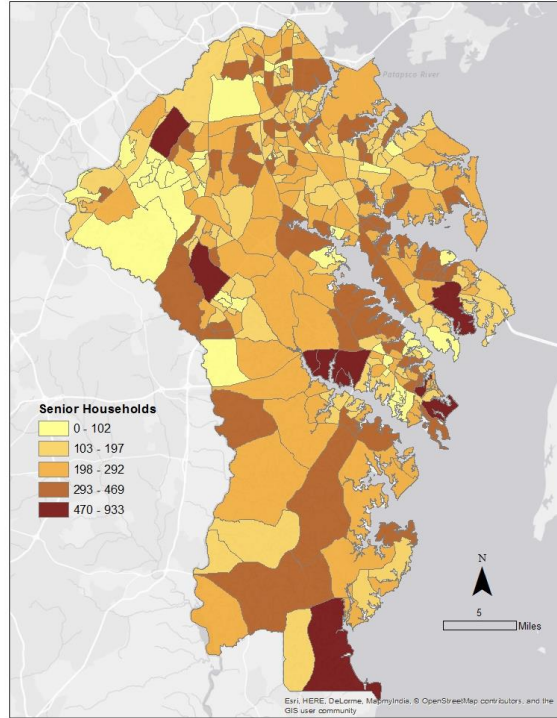 Patapsco River
Senior Households
0 - 102
103 - 197
198 - 292
293 - 469
470 - 933
N
5
Miles
Esri, HERE, DeLorme, MapmyIndia, © OpenStreetMap contributors, and the
GIS user community